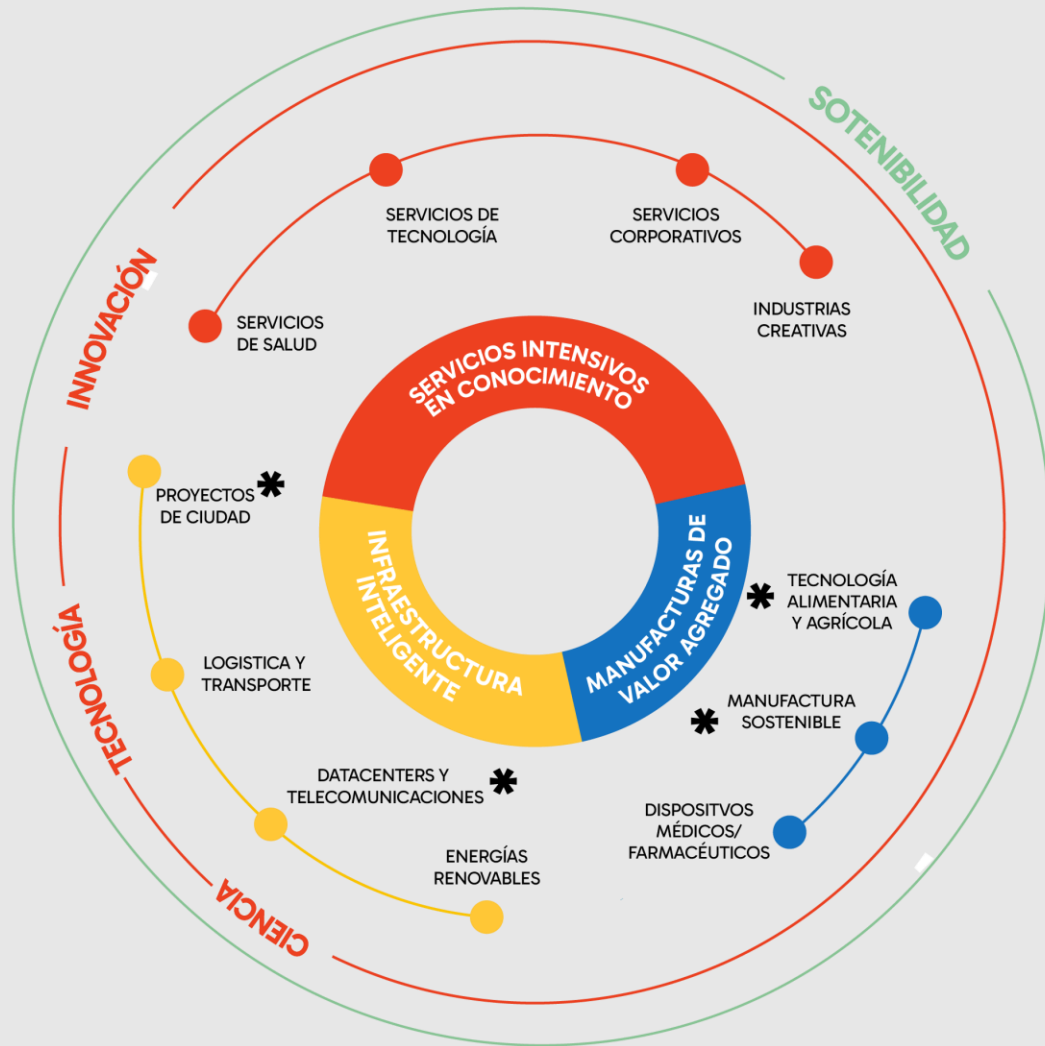 SOTENIBILIDAD
INNOVACIÓN
TECNOLOGÍA
CIENCIA
SERVICIOS DE
TECNOLOGÍA
SERVICIOS
CORPORATIVOS
SERVICIOS
DE SALUD
INDUSTRIAS
CREATIVAS
SERVICIOS INTENSIVOS
EN CONOCIMIENTO
PROYECTOS *
DE CIUDAD
LOGISTICA Y
TRANSPORTE
DATACENTERS Y
TELECOMUNICACIONES *
ENERGÍAS
RENOVABLES
INFRAESTRUCTURA
INTELIGENTE
MANUFACTURAS DE
VALOR AGREGADO
* TECNOLOGÍA
ALIMENTARIA
Y AGRÍCOLA
* MANUFACTURA
SOSTENIBLE
DISPOSITVOS
MÉDICOS/
FARMACÉUTICOS